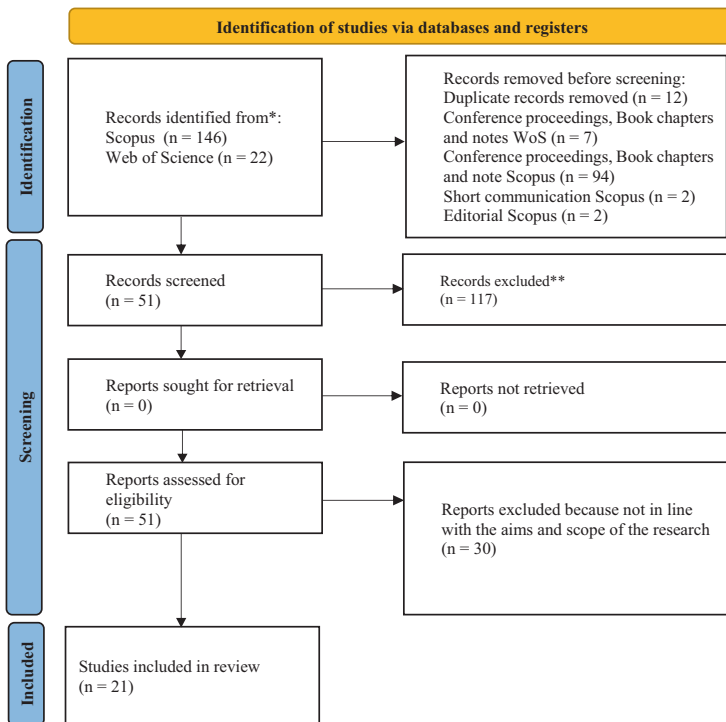 Identification of studies via databases and registers
Identification
Records identified from*:
Scopus (n = 146)
Web of Science (n = 22)
Records removed before screening:
Duplicate records removed (n = 12)
Conference proceedings, Book chapters
and notes WoS (n = 7)
Conference proceedings, Book chapters
and note Scopus (n = 94)
Short communication Scopus (n = 2)
Editorial Scopus (n = 2)
Screening
Records screened
(n = 51)
Records excluded**
(n = 117)
Reports sought for retrieval
(n = 0)
Reports not retrieved
(n = 0)
Reports assessed for
eligibility
(n = 51)
Reports excluded because not in line
with the aims and scope of the research
(n = 30)
Included
Studies included in review
(n = 21)